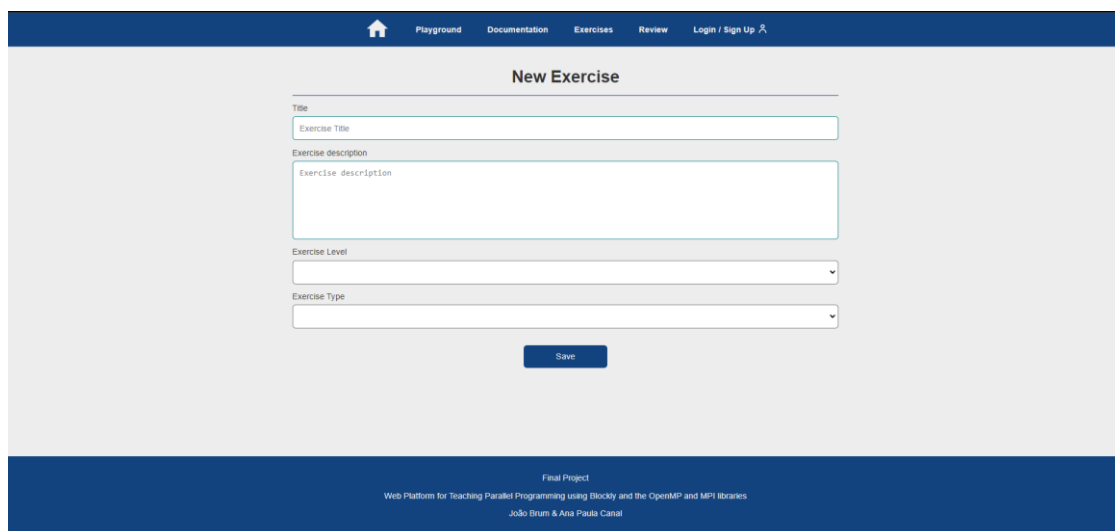 Playground Documentation Exercises Review Login / Sign Up
New Exercise
Title
Exercise Title
Exercise description
Exercise description
Exercise Level
Exercise Type
Save
Final Project
Web Platform for Teaching Parallel Programming using Blockly and the OpenMP and MPI libraries
João Brum & Ana Paula Canal